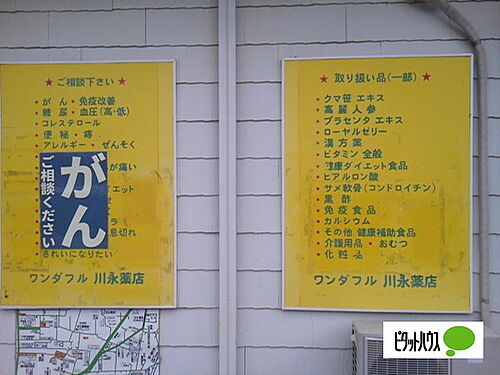 ★ ご相談下さい ★
・がん・免疫改善
・糖尿・血圧(高・低)
・コレステロール
・便秘・痔
・アレルギー・ぜんそく
が痛い
エット
ラ
息切れ
・きれいになりたい
ワンダフル 川永薬店
がん
ご相談ください
★ 取り扱い品(一部) ★
・クマ笹 エキス
・高麗人参
・プラセンタ エキス
・ローヤルゼリー
・漢方薬
・ビタミン 全般
・健康ダイエット食品
・ヒアルロン酸
・サメ軟骨(コンドロイチン)
・黒酢
・免疫食品
・カルシウム
・その他 健康補助食品
・介護用品・おむつ
・化粧品
ワンダフル 川永薬店
ピタットハウス